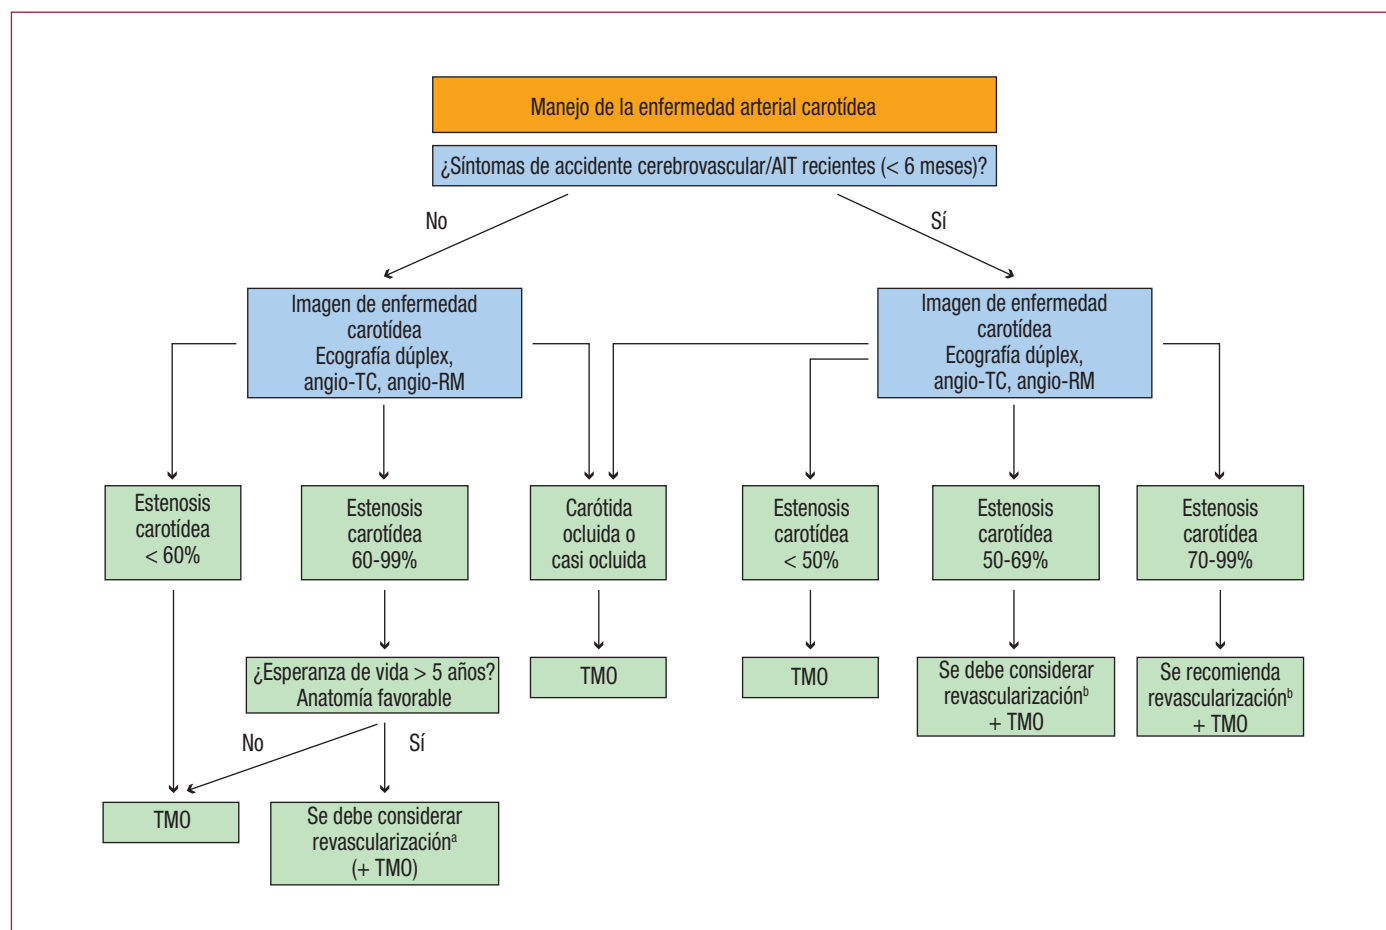 Manejo de la enfermedad arterial carotídea
¿Síntomas de accidente cerebrovascular/AIT recientes (< 6 meses)?
No
Sí
Imagen de enfermedad
carotídea
Ecografía dúplex,
angio-TC, angio-RM
Imagen de enfermedad
carotídea
Ecografía dúplex,
angio-TC, angio-RM
Estenosis
carotídea
< 60%
Estenosis
carotídea
60-99%
Carótida
ocluida o
casi ocluida
Estenosis
carotídea
< 50%
Estenosis
carotídea
50-69%
Estenosis
carotídea
70-99%
¿Esperanza de vida > 5 años?
Anatomía favorable
TMO
TMO
Se debe considerar
revascularizaciónᵇ
+ TMO
Se recomienda
revascularizaciónᵇ
+ TMO
No
Sí
TMO
Se debe considerar
revascularizaciónᵃ
(+ TMO)